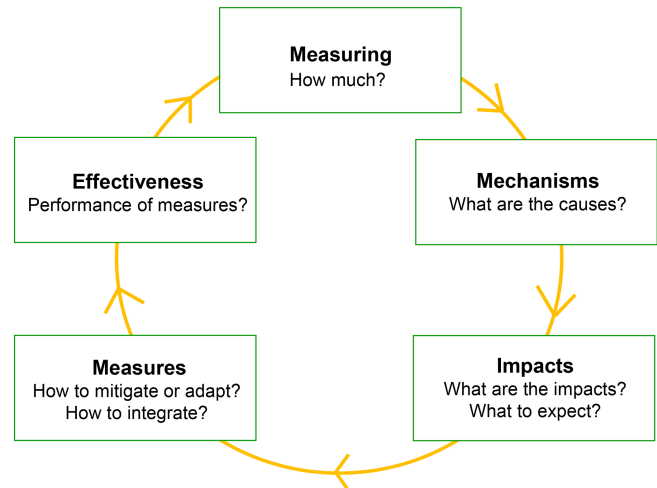 Measuring
How much?
Mechanisms
What are the causes?
Impacts
What are the impacts?
What to expect?
Measures
How to mitigate or adapt?
How to integrate?
Effectiveness
Performance of measures?